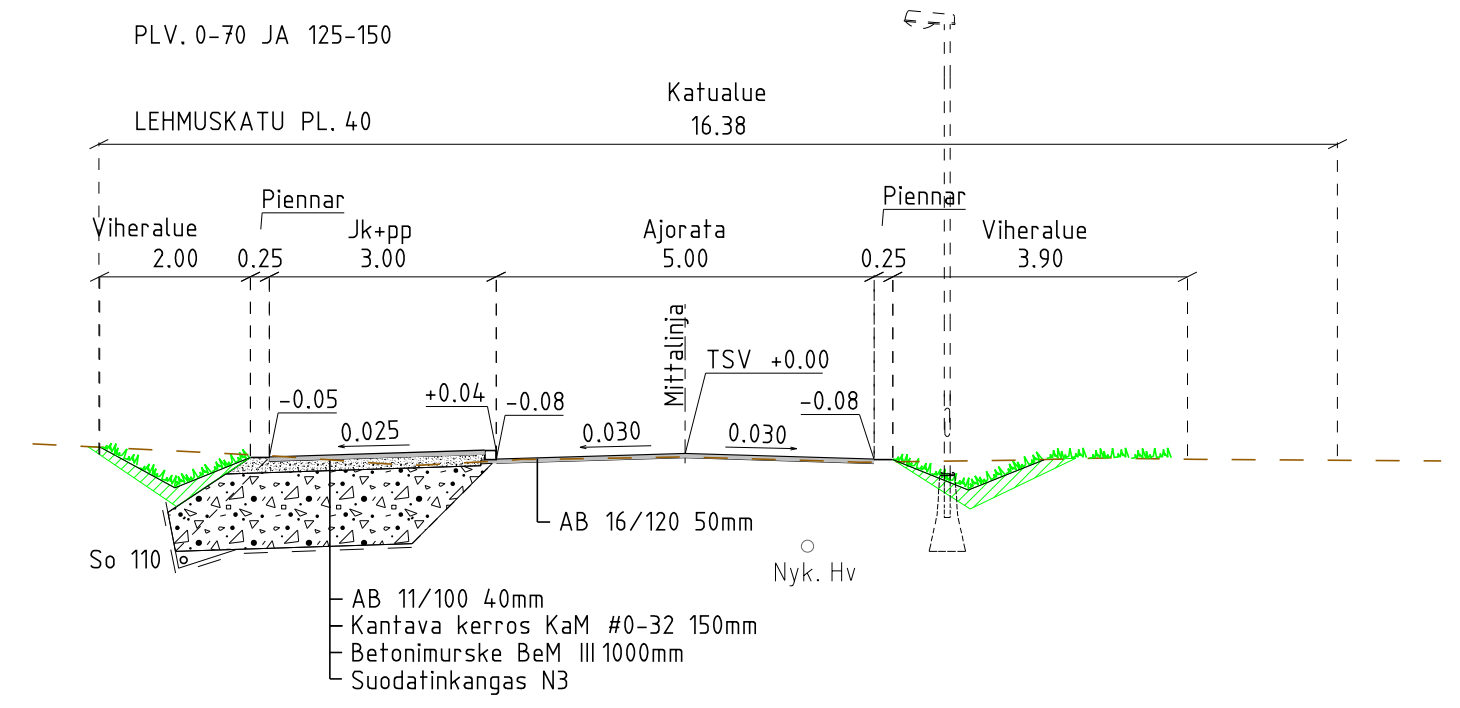 PLV. 0-70 JA 125-150
Katualue
LEHMUSKATU PL. 40
16.38
Piennar
Piennar
Viheralue
Jk+pp
Ajorata
Viheralue
2.00
0.25
3.00
5.00
0.25
3.90
Mittalinja
TSV +0.00
-0.05
+0.04
-0.08
-0.08
0.025
0.030
0.030
AB 16/120 50mm
So 110
Nyk. Hv
AB 11/100 40mm
Kantava kerros KaM #0-32 150mm
Betonimurske BeM III 1000mm
Suodatinkangas N3